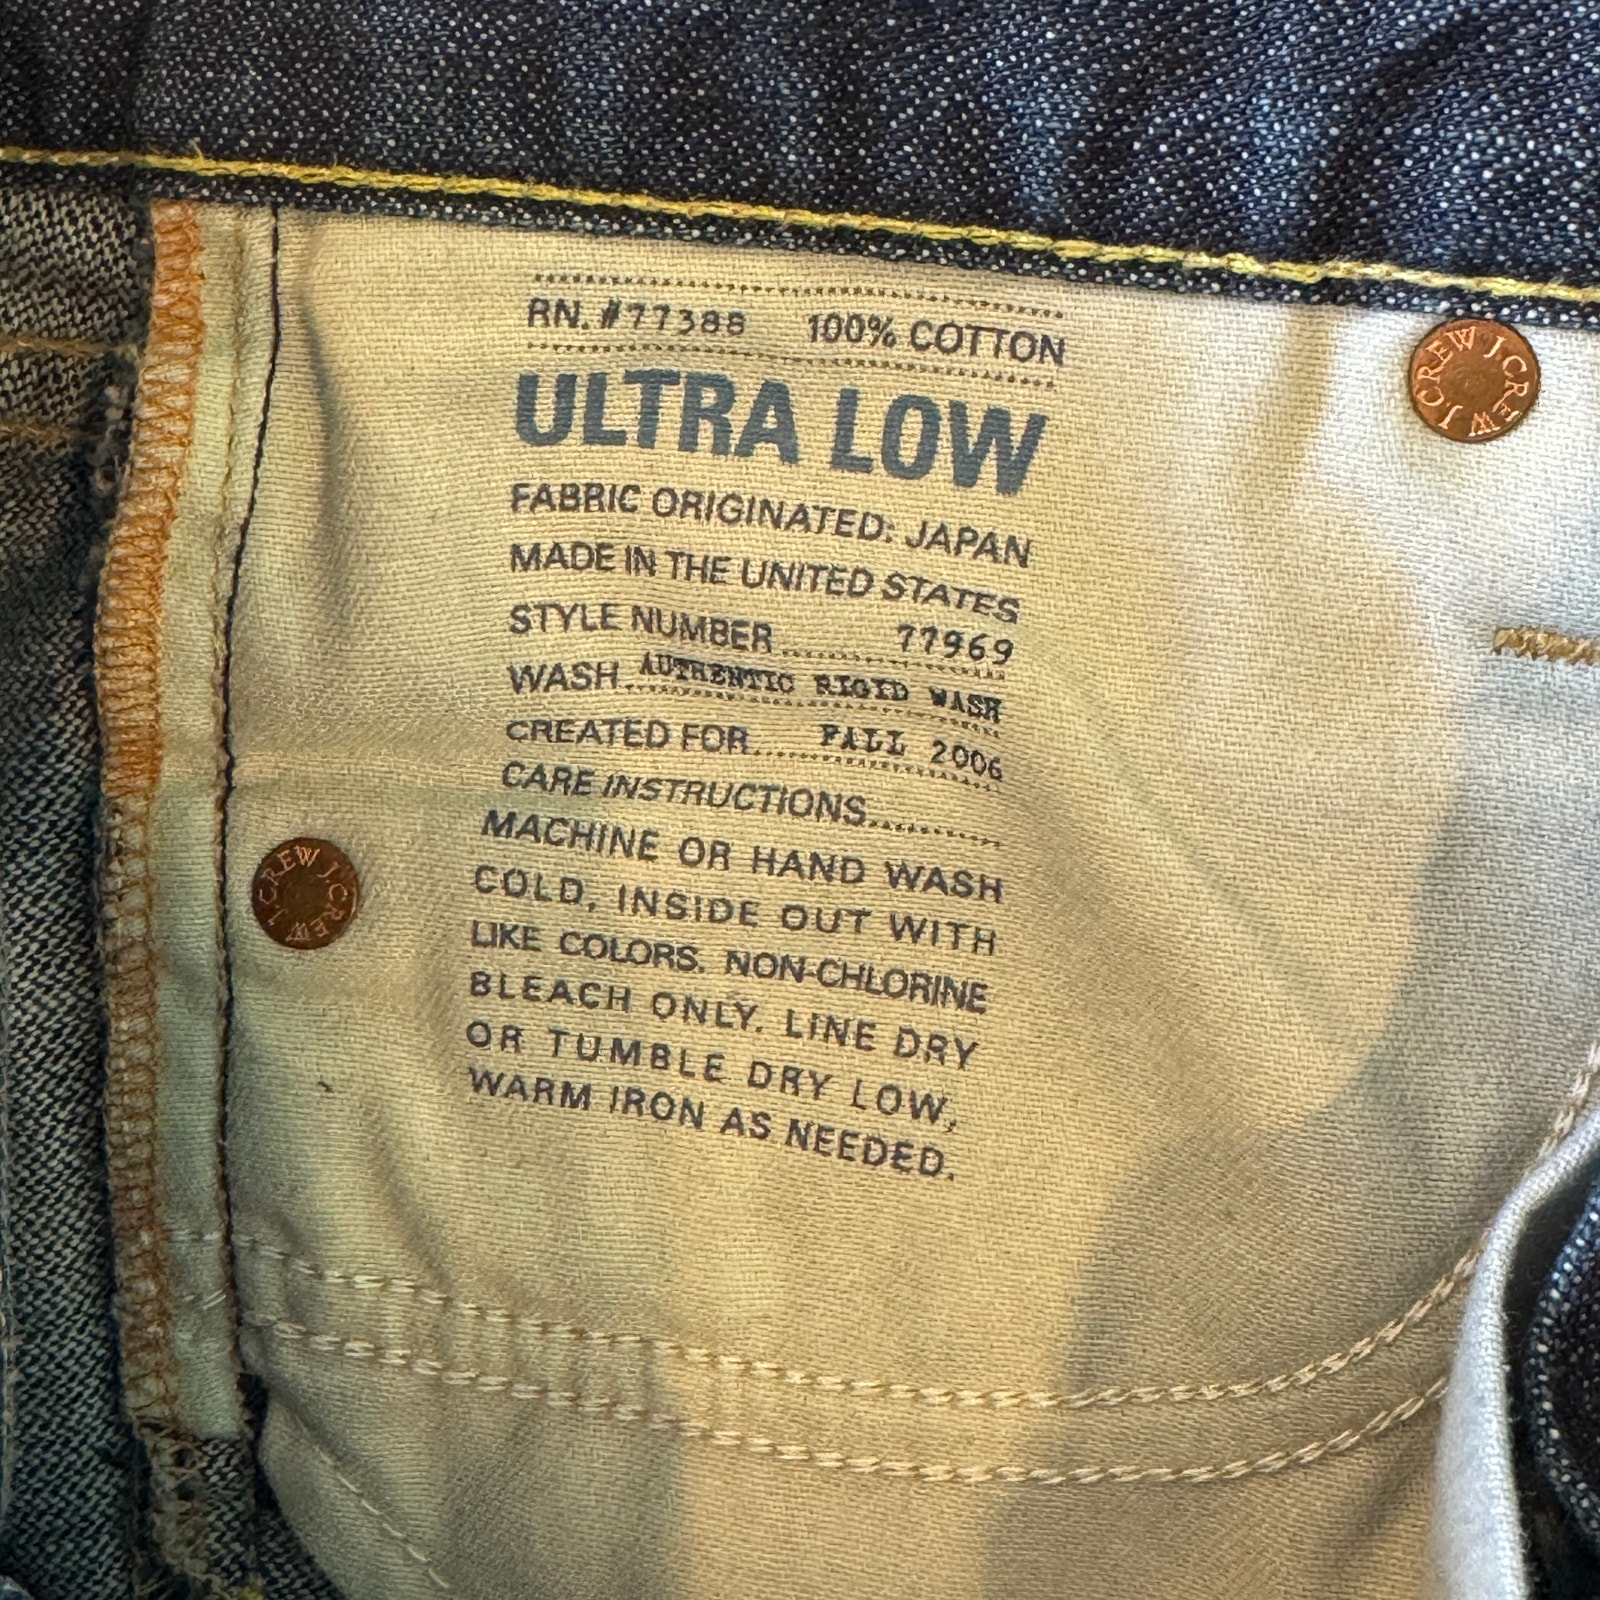 RN. #77388 100% COTTON
ULTRA LOW
FABRIC ORIGINATED: JAPAN
MADE IN THE UNITED STATES
STYLE NUMBER..........77969
WASH..AUTHENTIC RIGID WASH
CREATED FOR.....FALL 2006
CARE INSTRUCTIONS............
MACHINE OR HAND WASH
COLD, INSIDE OUT WITH
LIKE COLORS. NON-CHLORINE
BLEACH ONLY. LINE DRY
OR TUMBLE DRY LOW,
WARM IRON AS NEEDED.
J.CREW J.CREW J.CREW
J.CREW J.CREW